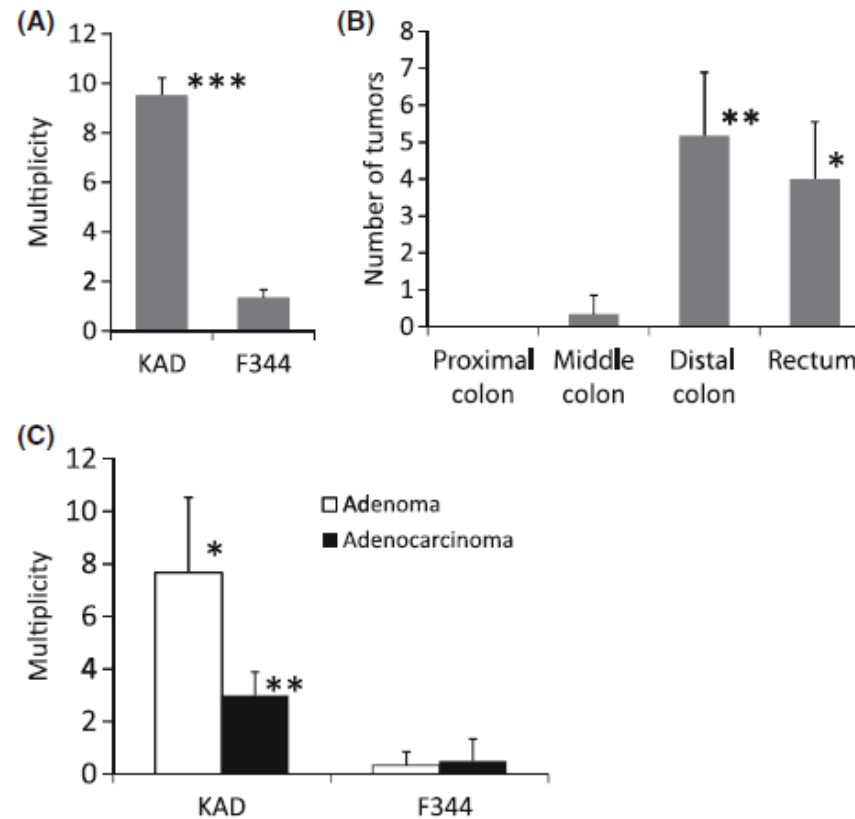 (A)
12
10
8
6
4
2
0
Multiplicity
***
KAD F344
(B)
8
7
6
5
4
3
2
1
0
Number of tumors
**
*
Proximal Middle Distal Rectum
colon colon colon
(C)
12
10
8
6
4
2
0
Multiplicity
Adenoma
Adenocarcinoma
*
**
KAD F344